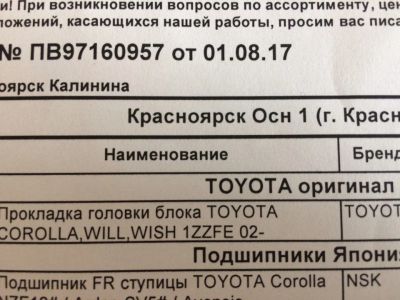 и! При возникновении вопросов по ассортименту, цен
ложений, касающихся нашей работы, просим вас писа
№ ПВ97160957 от 01.08.17
оярск Калинина
Красноярск Осн 1 (г. Красн
Наименование Бренд
TOYOTA оригинал
Прокладка головки блока TOYOTA TOYOT
COROLLA,WILL,WISH 1ZZFE 02-
Подшипники Япония
Подшипник FR ступицы TOYOTA Corolla NSK